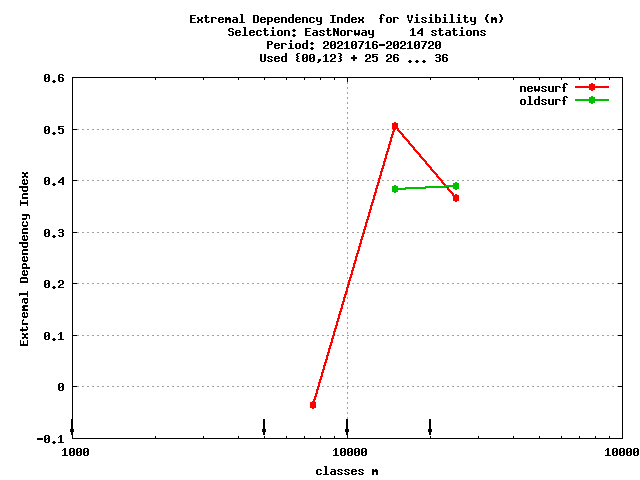 Extremal Dependency Index  for Visibility (m)
Selection: EastNorway     14 stations
Period: 20210716-20210720
Used {00,12} + 25 26 ... 36
newsurf
oldsurf
0.6
0.5
0.4
0.3
0.2
0.1
0
-0.1
Extremal Dependency Index
1000
10000
10000
classes m